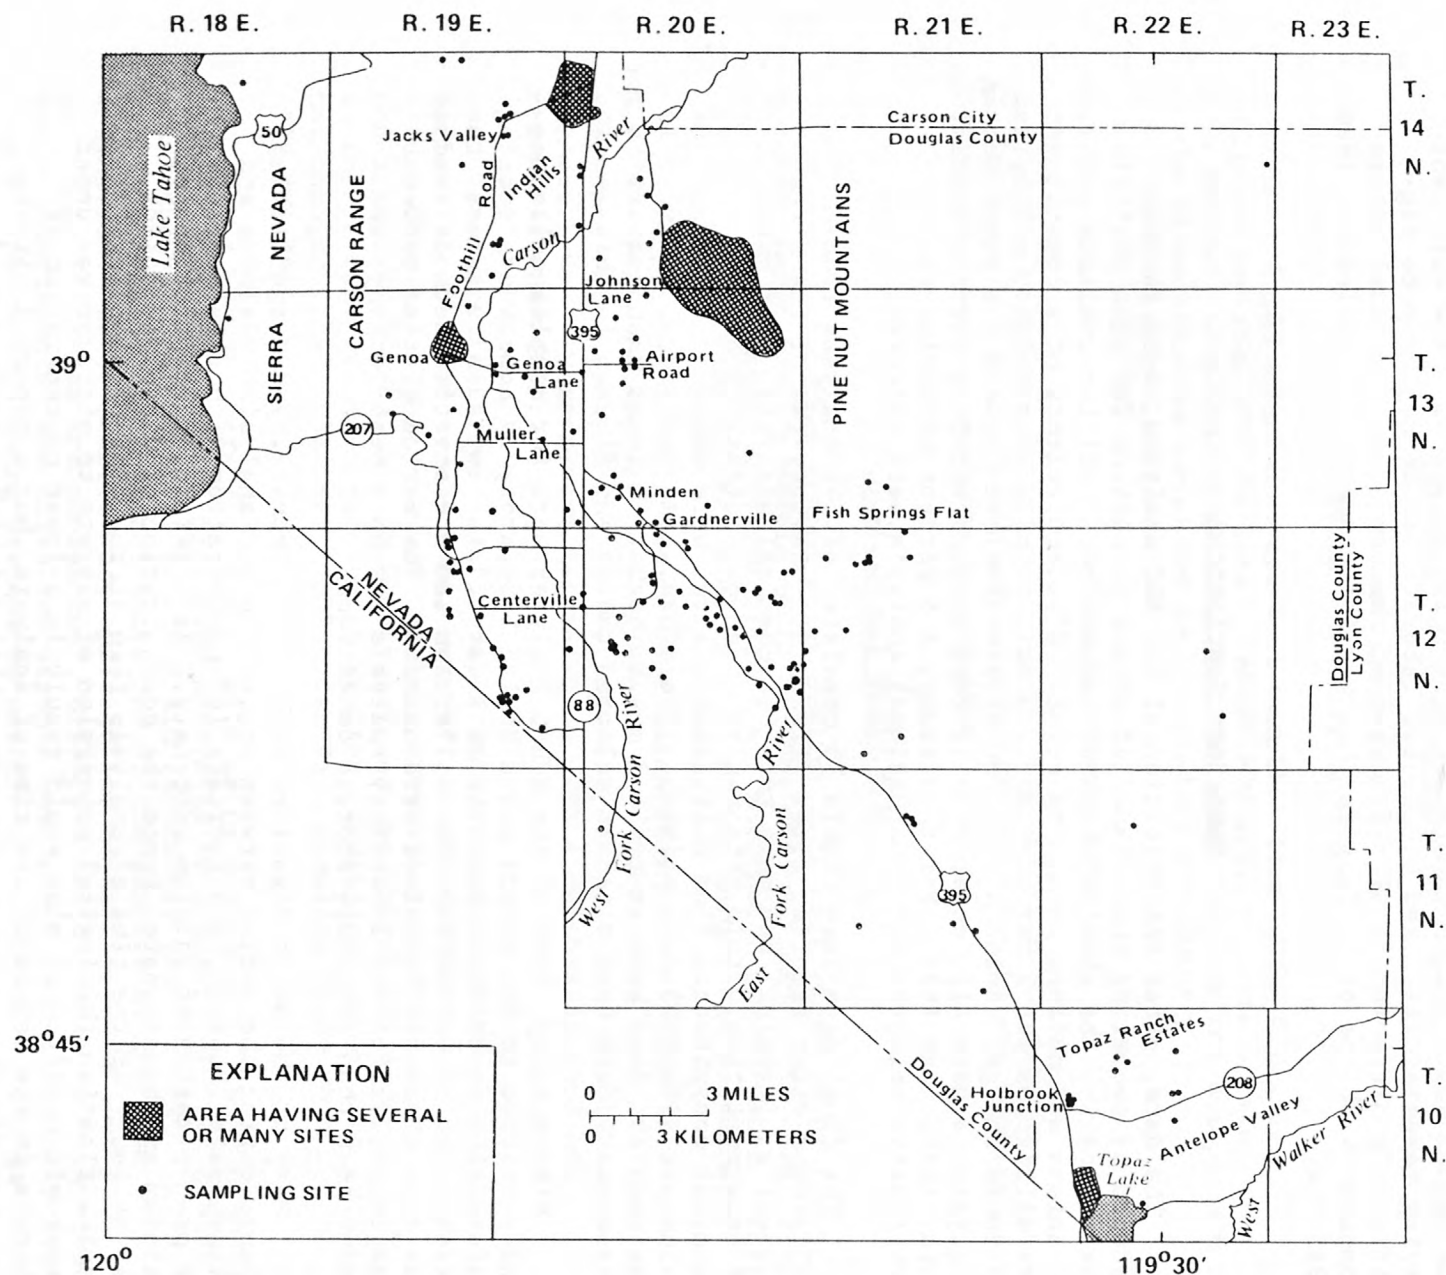 R. 18 E.
R. 19 E.
R. 20 E.
R. 21 E.
R. 22 E.
R. 23 E.
T.
14
N.
Lake Tahoe
50
SIERRA NEVADA
CARSON RANGE
Jacks Valley
Road
Foothill
Indian
Hills
River
Carson
Carson City
Douglas County
PINE NUT MOUNTAINS
Johnson
Lane
395
39°
Genoa
Genoa
Lane
Airport
Road
T.
13
N.
207
Muller
Lane
Minden
Gardnerville
Fish Springs Flat
NEVADA
CALIFORNIA
Centerville
Lane
Douglas County
Lyon County
T.
12
N.
88
West Fork Carson River
East Fork Carson River
395
T.
11
N.
38°45'
EXPLANATION
AREA HAVING SEVERAL
OR MANY SITES
SAMPLING SITE
0 3 MILES
0 3 KILOMETERS
Douglas County
Topaz Ranch
Estates
Holbrook
Junction
208
Antelope Valley
Topaz
Lake
West Walker River
T.
10
N.
120°
119°30'